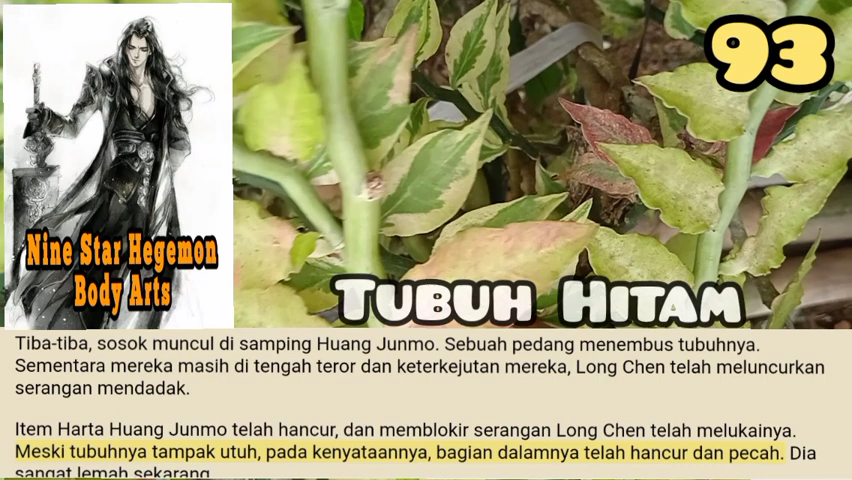 93
Nine Star Hegemon
Body Arts
TUBUH HITAM
Tiba-tiba, sosok muncul di samping Huang Junmo. Sebuah pedang menembus tubuhnya.
Sementara mereka masih di tengah teror dan keterkejutan mereka, Long Chen telah meluncurkan
serangan mendadak.
Item Harta Huang Junmo telah hancur, dan memblokir serangan Long Chen telah melukainya.
Meski tubuhnya tampak utuh, pada kenyataannya, bagian dalamnya telah hancur dan pecah. Dia
sangat lemah sekarang